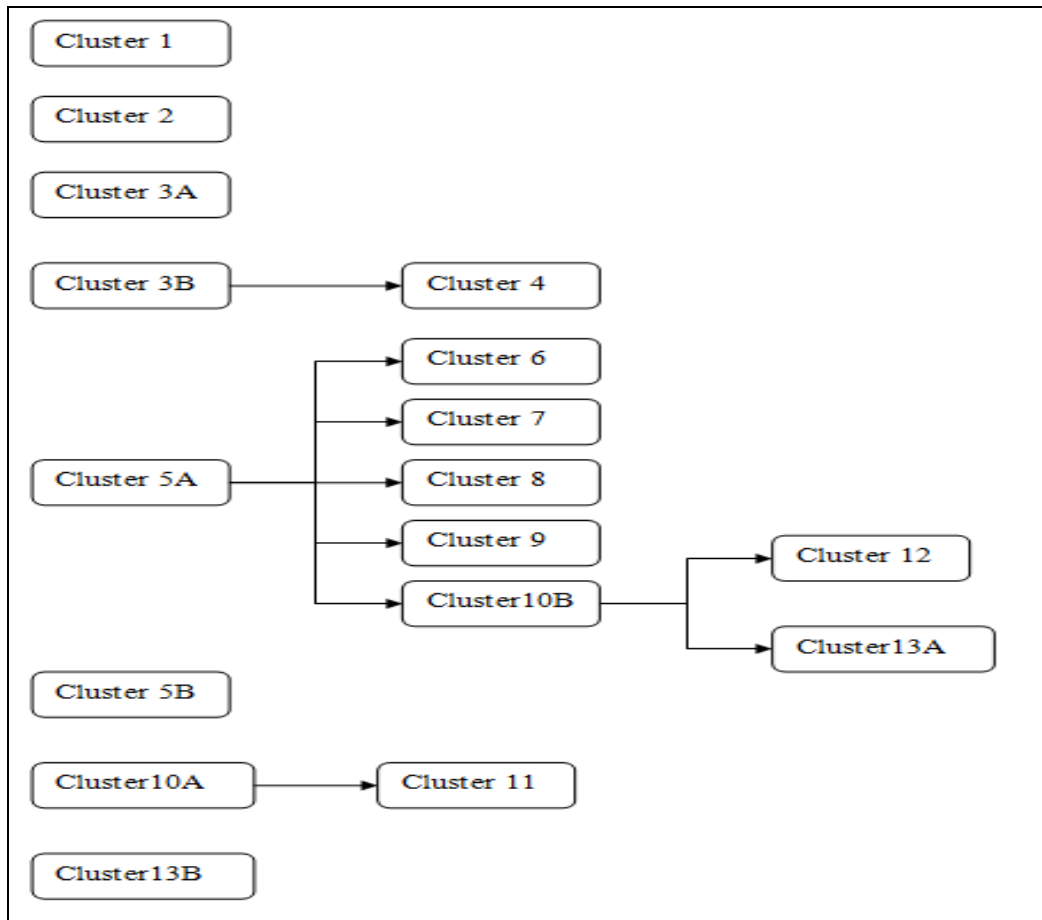 Cluster 1
Cluster 2
Cluster 3A
Cluster 3B
Cluster 4
Cluster 6
Cluster 7
Cluster 5A
Cluster 8
Cluster 9
Cluster 12
Cluster10B
Cluster13A
Cluster 5B
Cluster10A
Cluster 11
Cluster13B